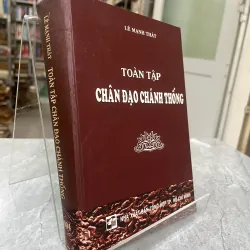 LÊ MẠNH THÁT
TOÀN TẬP
CHÂN ĐẠO CHÁNH THỐNG
LÊ MẠNH THÁT
TOÀN TẬP CHÂN ĐẠO CHÁNH THỐNG